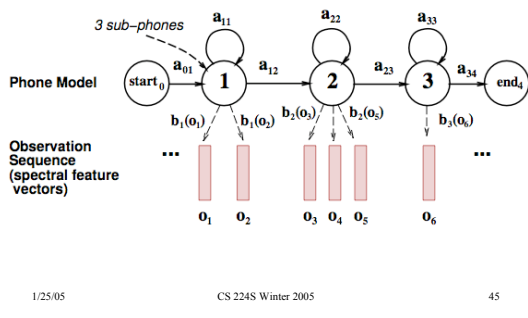 3 sub-phones
a11 a22 a33
a01 a12 a23 a34
Phone Model start0 1 2 3 end4
b1(o1) b1(o2) b2(o3) b2(o5) b3(o6)
Observation
Sequence ... ...
(spectral feature
vectors)
o1 o2 o3 o4 o5 o6
1/25/05 CS 224S Winter 2005 45